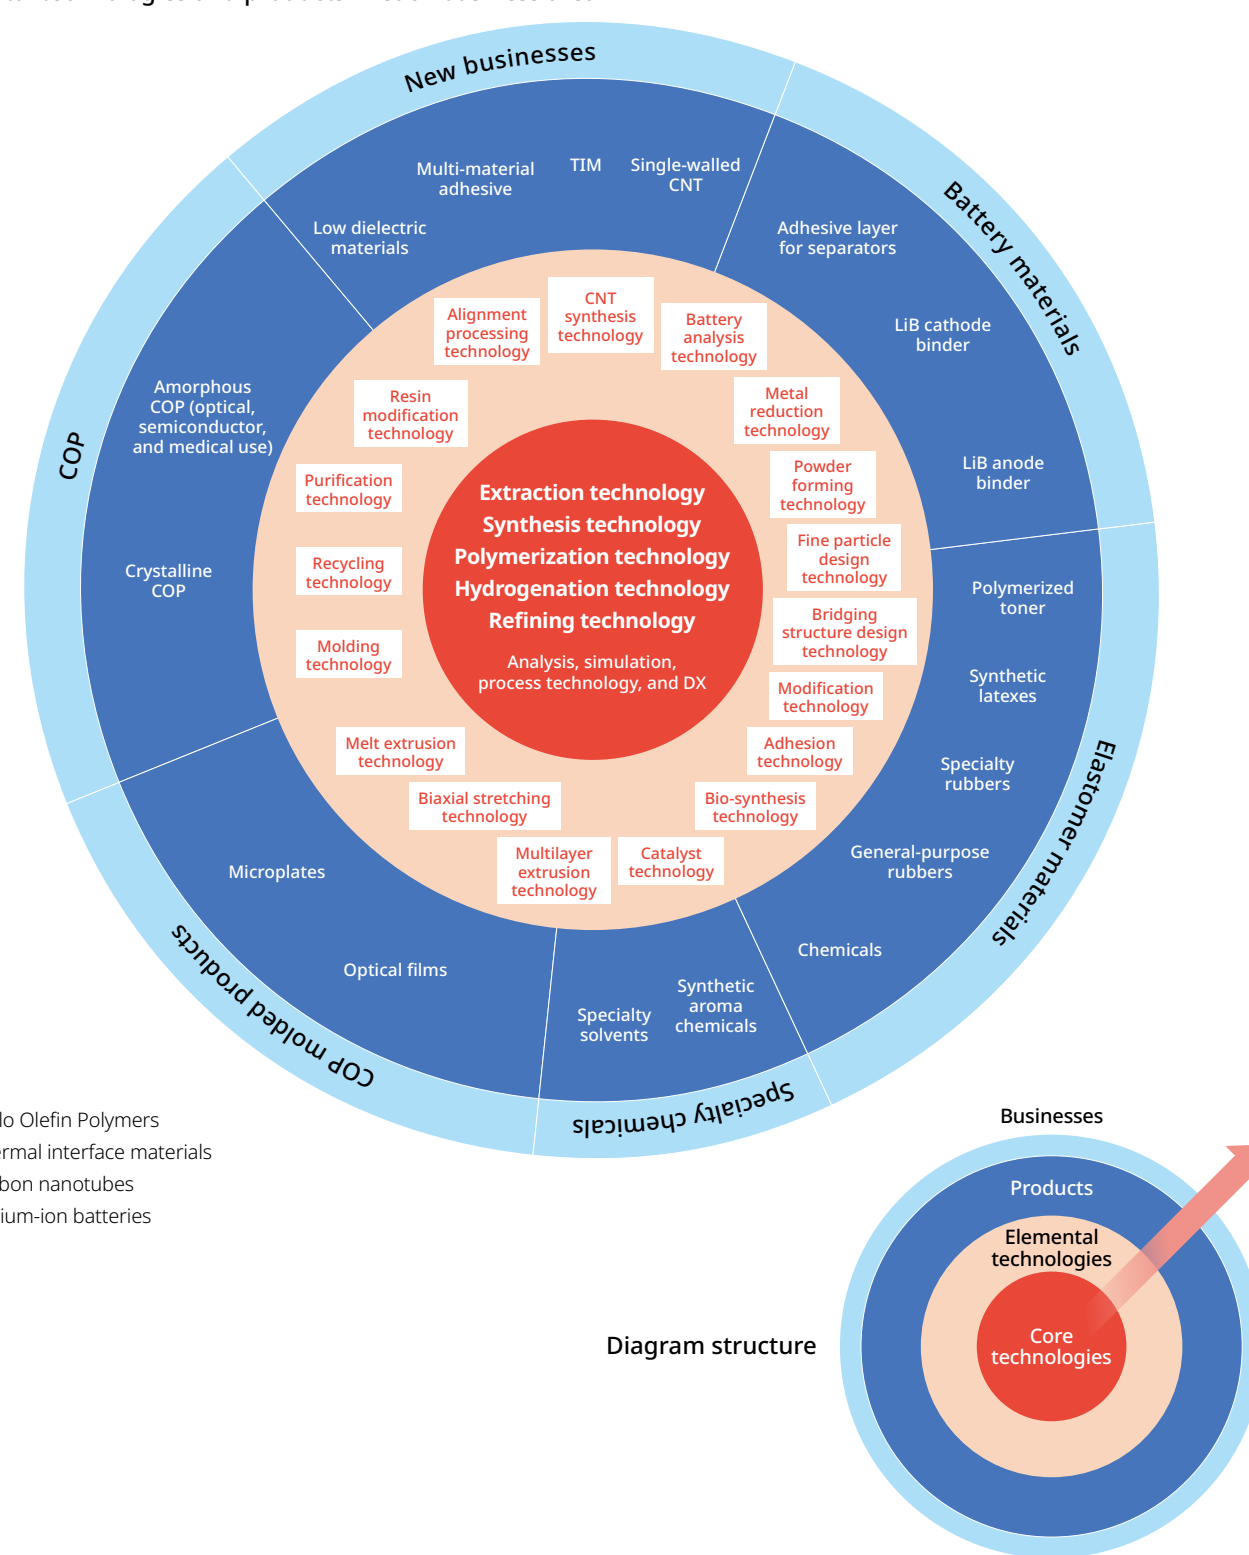 New businesses
Battery materials
Elastomer materials
Specialty chemicals
COP molded products
COP
Multi-material
adhesive
TIM
Single-walled
CNT
Low dielectric
materials
Adhesive layer
for separators
LiB cathode
binder
LiB anode
binder
Polymerized
toner
Synthetic
latexes
Specialty
rubbers
General-purpose
rubbers
Chemicals
Synthetic
aroma
chemicals
Specialty
solvents
Optical films
Microplates
Crystalline
COP
Amorphous
COP (optical,
semiconductor,
and medical use)
Alignment
processing
technology
CNT
synthesis
technology
Battery
analysis
technology
Metal
reduction
technology
Powder
forming
technology
Fine particle
design
technology
Bridging
structure design
technology
Modification
technology
Adhesion
technology
Bio-synthesis
technology
Catalyst
technology
Multilayer
extrusion
technology
Biaxial stretching
technology
Melt extrusion
technology
Molding
technology
Recycling
technology
Purification
technology
Resin
modification
technology
Extraction technology
Synthesis technology
Polymerization technology
Hydrogenation technology
Refining technology
Analysis, simulation,
process technology, and DX
lo Olefin Polymers
ermal interface materials
bon nanotubes
ium-ion batteries
Businesses
Products
Elemental
technologies
Core
technologies
Diagram structure